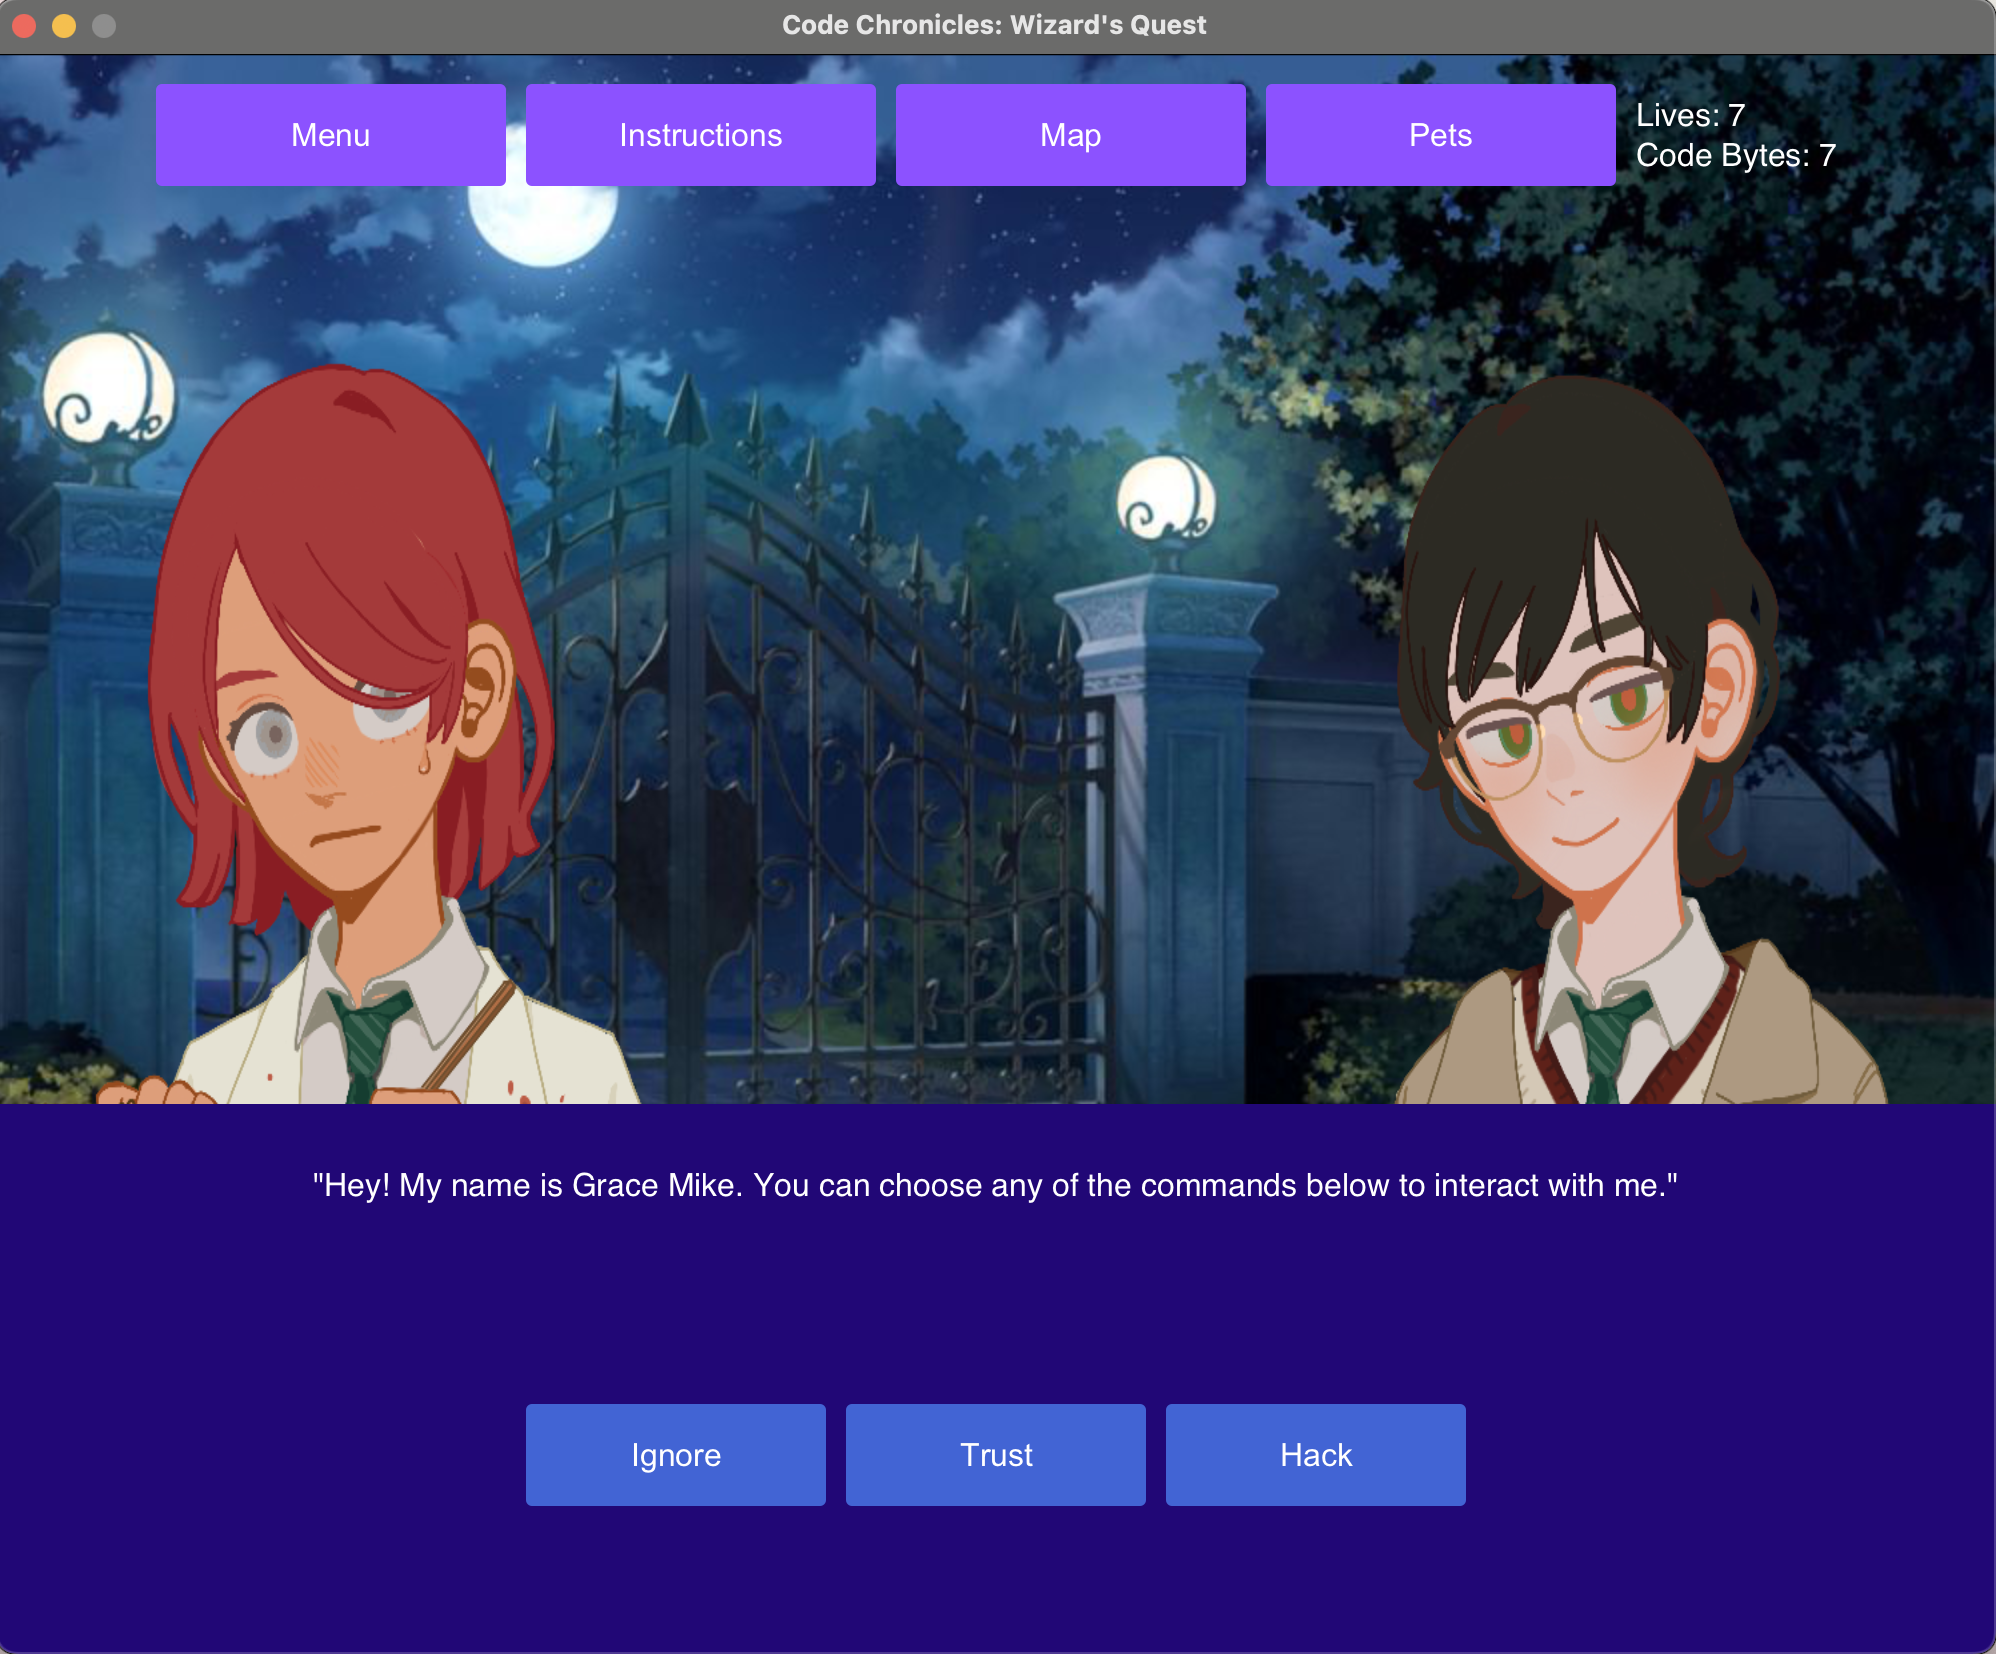 Code Chronicles: Wizard's Quest
Menu
Instructions
Map
Pets
Lives: 7
Code Bytes: 7
"Hey! My name is Grace Mike. You can choose any of the commands below to interact with me."
Ignore
Trust
Hack